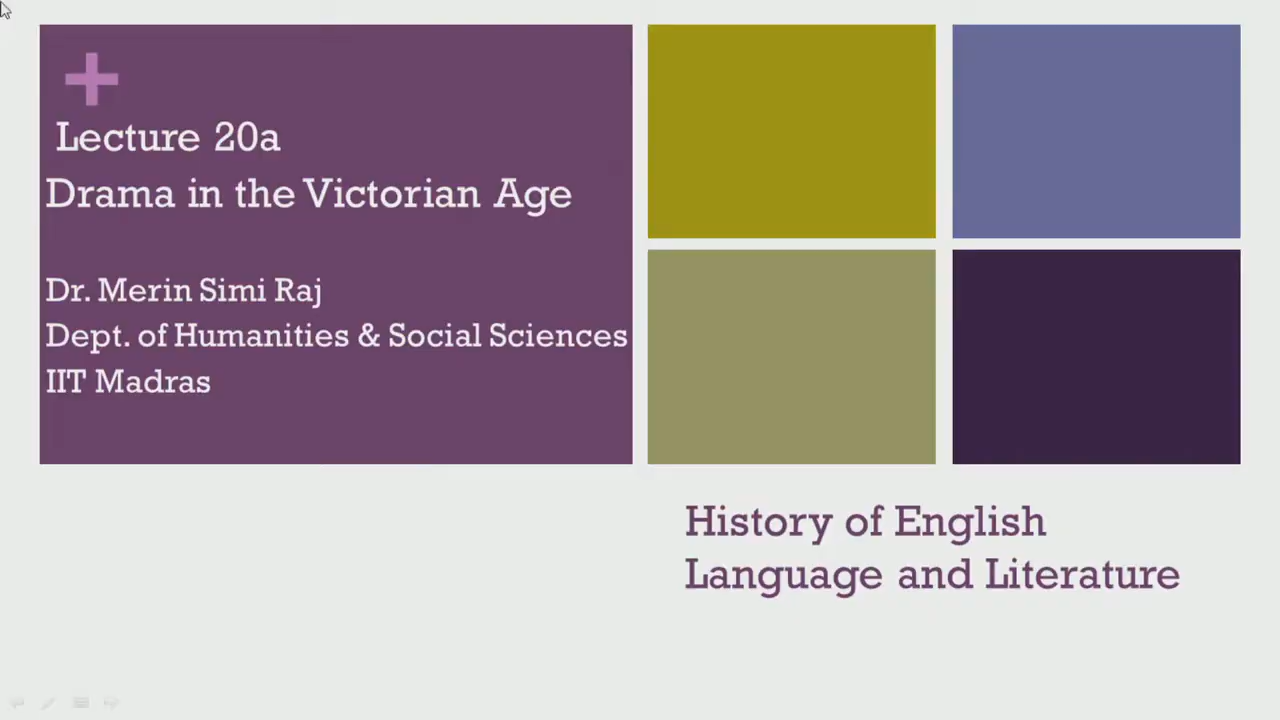 Lecture 20a
Drama in the Victorian Age
Dr. Merin Simi Raj
Dept. of Humanities & Social Sciences
IIT Madras
History of English
Language and Literature